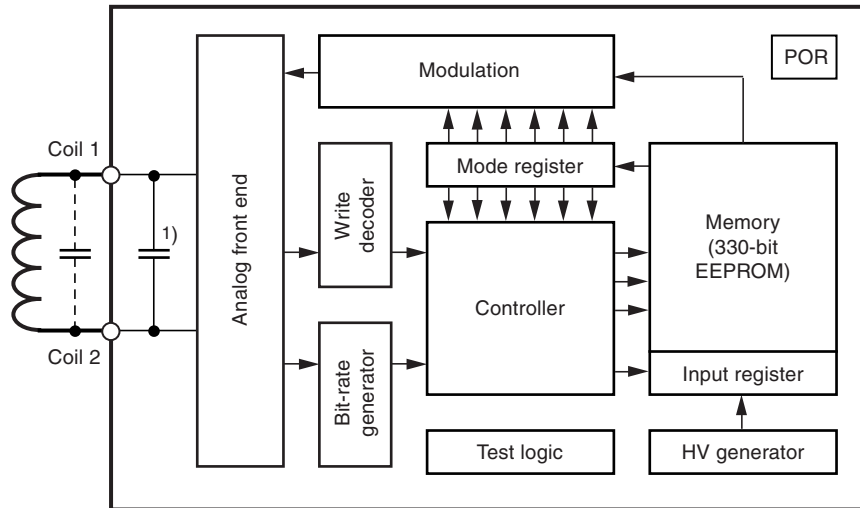 POR
Modulation
Coil 1
Mode register
Write
decoder
1)
Analog front end
Memory
(330-bit
EEPROM)
Controller
Coil 2
Bit-rate
generator
Input register
Test logic
HV generator